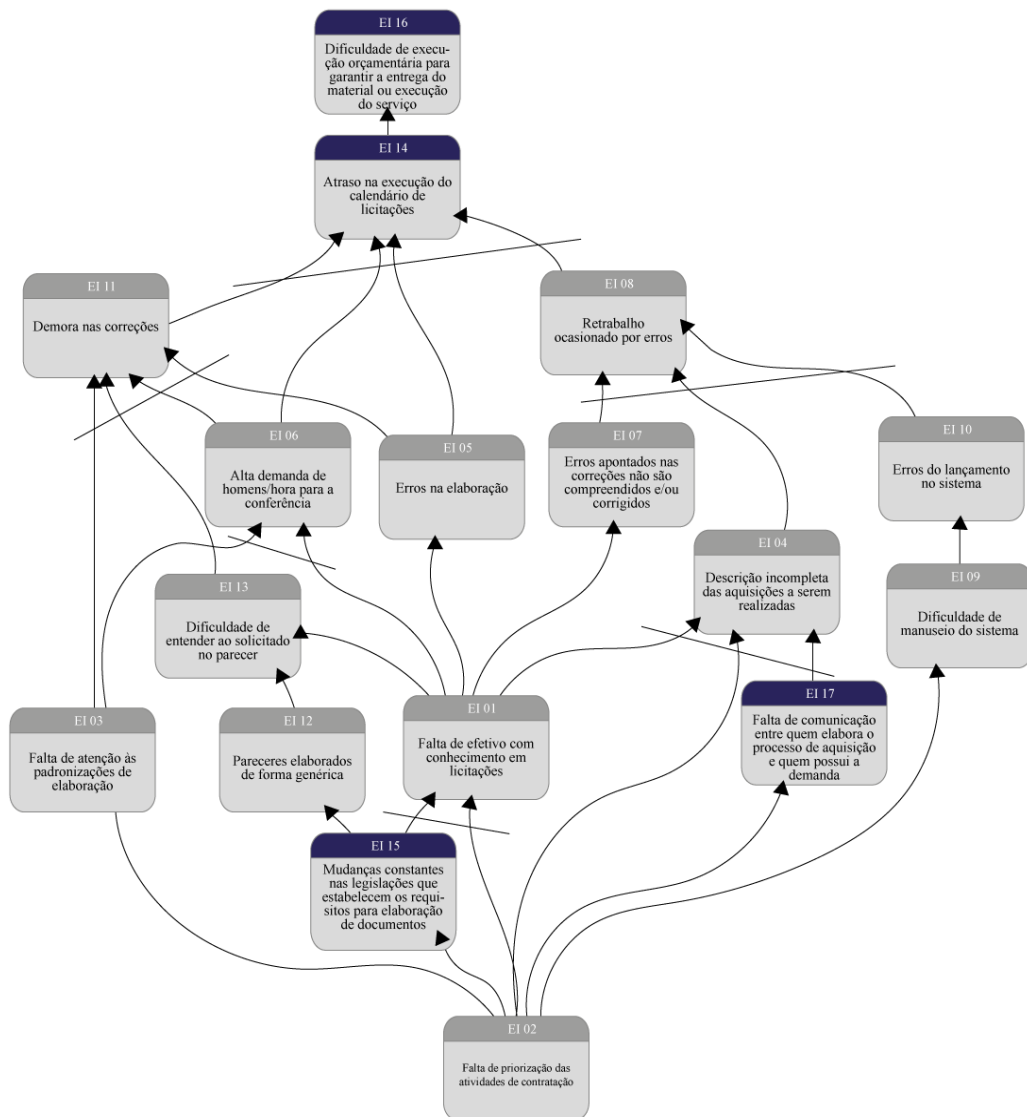 EI 16
Dificuldade de execu-
ção orçamentária para
garantir a entrega do
material ou execução
do serviço
EI 14
Atraso na execução do
calendário de
licitações
EI 11
Demora nas correções
EI 08
Retrabalho
ocasionado por erros
EI 06
Alta demanda de
homens/hora para a
conferência
EI 05
Erros na elaboração
EI 07
Erros apontados nas
correções não são
compreendidos e/ou
corrigidos
EI 10
Erros do lançamento
no sistema
EI 13
Dificuldade de
entender ao solicitado
no parecer
EI 04
Descrição incompleta
das aquisições a serem
realizadas
EI 09
Dificuldade de
manuseio do sistema
EI 03
Falta de atenção às
padronizações de
elaboração
EI 12
Pareceres elaborados
de forma genérica
EI 01
Falta de efetivo com
conhecimento em
licitações
EI 17
Falta de comunicação
entre quem elabora o
processo de aquisição
e quem possui a
demanda
EI 15
Mudanças constantes
nas legislações que
estabelecem os requi-
sitos para elaboração
de documentos
EI 02
Falta de priorização das
atividades de contratação